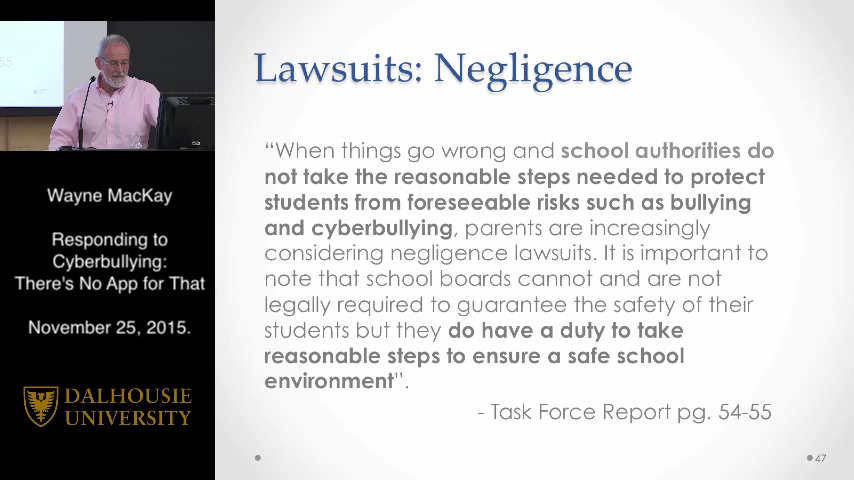 Wayne MacKay
Responding to
Cyberbullying:
There's No App for That
November 25, 2015.
DALHOUSIE
UNIVERSITY
Lawsuits: Negligence
“When things go wrong and school authorities do
not take the reasonable steps needed to protect
students from foreseeable risks such as bullying
and cyberbullying, parents are increasingly
considering negligence lawsuits. It is important to
note that school boards cannot and are not
legally required to guarantee the safety of their
students but they do have a duty to take
reasonable steps to ensure a safe school
environment”.
- Task Force Report pg. 54-55
47